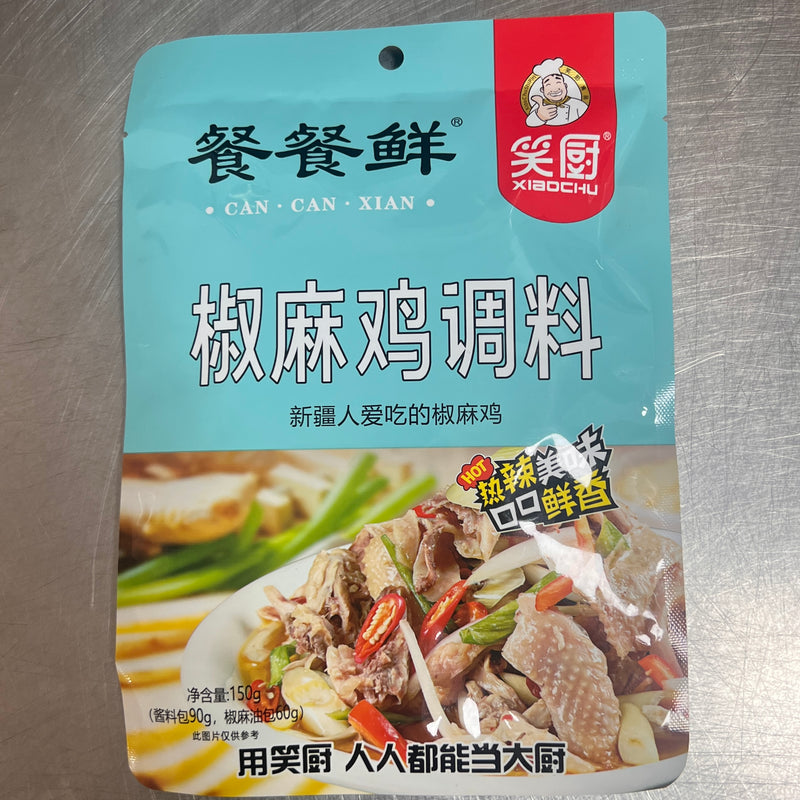 餐餐鲜®
· CAN · CAN · XIAN ·
笑厨®
XIAOCHU
椒麻鸡调料
新疆人爱吃的椒麻鸡
HOT
热辣美味
口口鲜香
净含量:150g
(酱料包90g，椒麻油包60g)
此图片仅供参考
用笑厨 人人都能当大厨